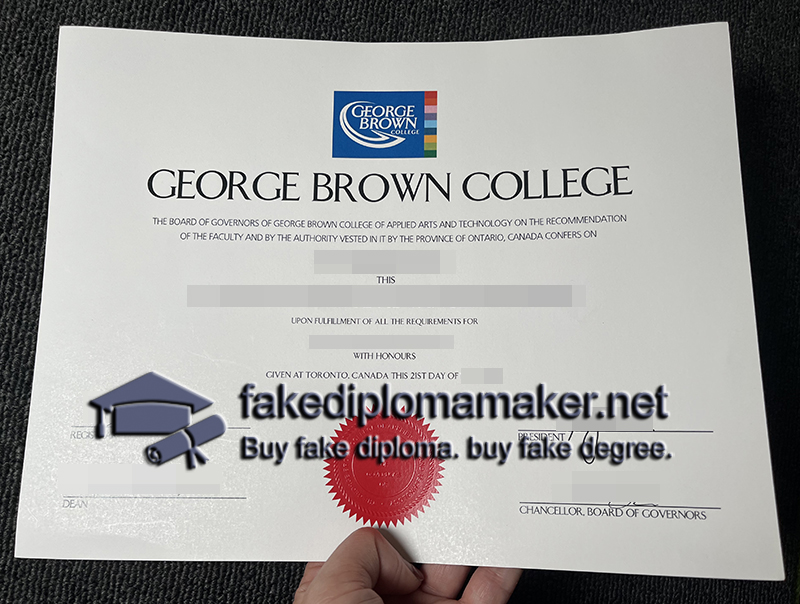 GEORGE
BROWN
COLLEGE
GEORGE BROWN COLLEGE
THE BOARD OF GOVERNORS OF GEORGE BROWN COLLEGE OF APPLIED ARTS AND TECHNOLOGY ON THE RECOMMENDATION
OF THE FACULTY AND BY THE AUTHORITY VESTED IN IT BY THE PROVINCE OF ONTARIO, CANADA CONFERS ON
THIS
UPON FULFILLMENT OF ALL THE REQUIREMENTS FOR
WITH HONOURS
GIVEN AT TORONTO, CANADA THIS 21ST DAY OF
fakediplomamaker.net
PRESIDENT
Buy fake diploma. buy fake degree.
DEAN
CHANCELLOR, BOARD OF GOVERNORS